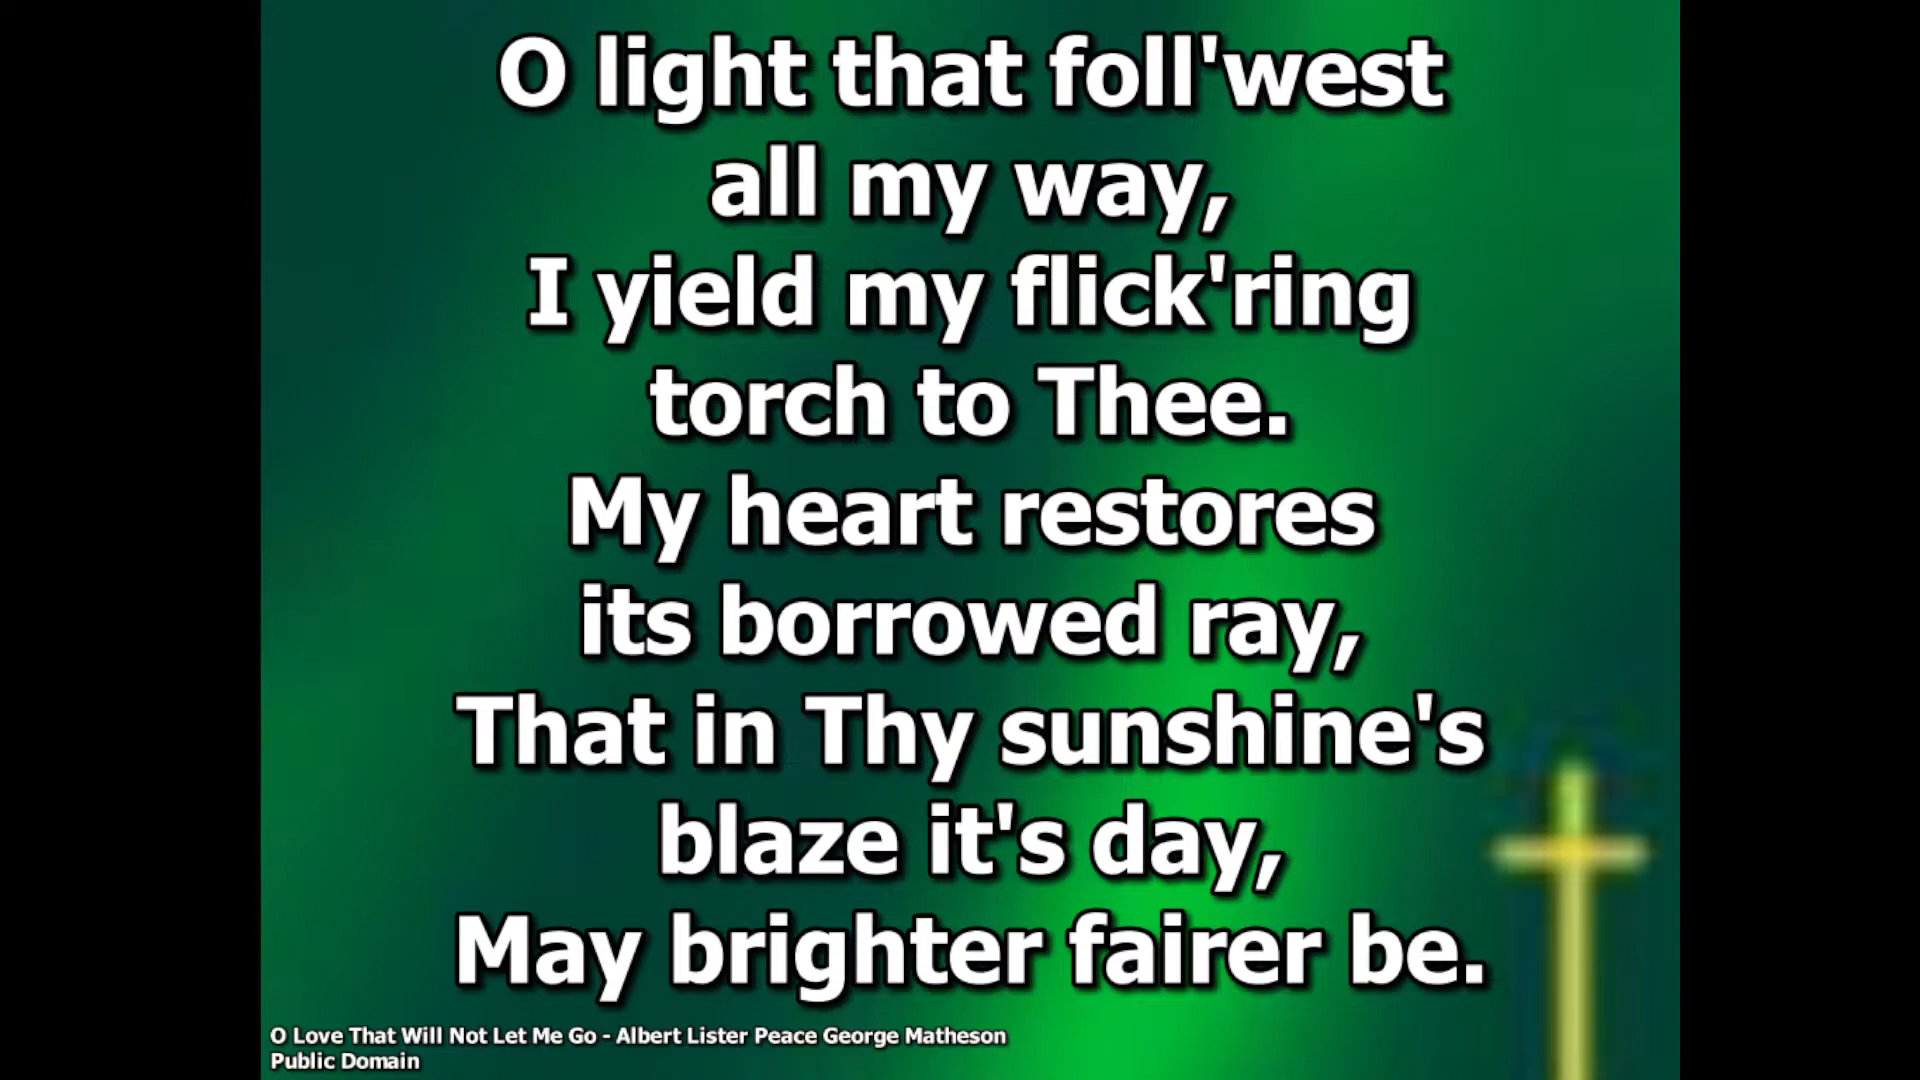 O light that foll'west
all my way,
I yield my flick'ring
torch to Thee.
My heart restores
its borrowed ray,
That in Thy sunshine's
blaze it's day,
May brighter fairer be.
O Love That Will Not Let Me Go - Albert Lister Peace George Matheson
Public Domain